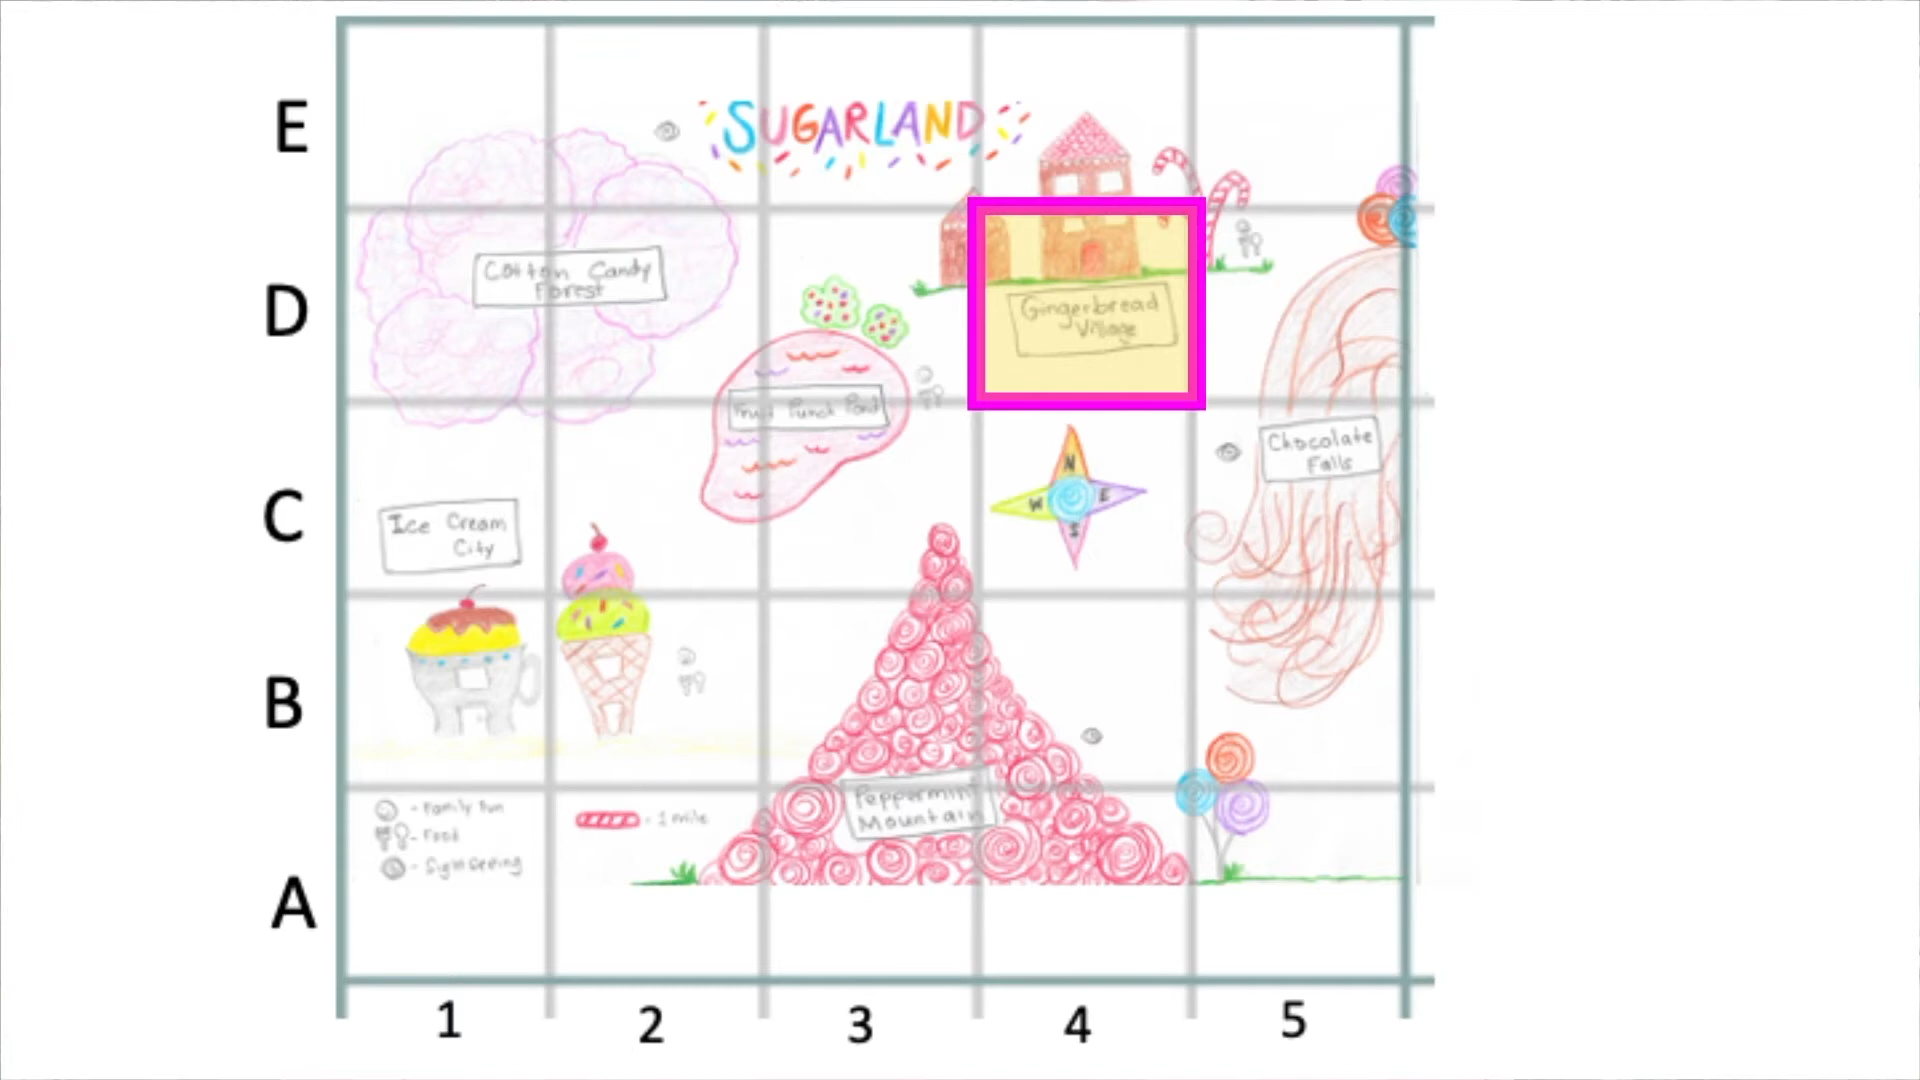 SUGARLAND
E
Cotton Candy
Forest
D
Gingerbread
Village
Fruit Punch Pond
Chocolate
Falls
N
W E
S
C
Ice Cream
City
B
Peppermint
Mountain
- Family Fun
- Food
- Sightseeing
- 1 mile
A
1 2 3 4 5